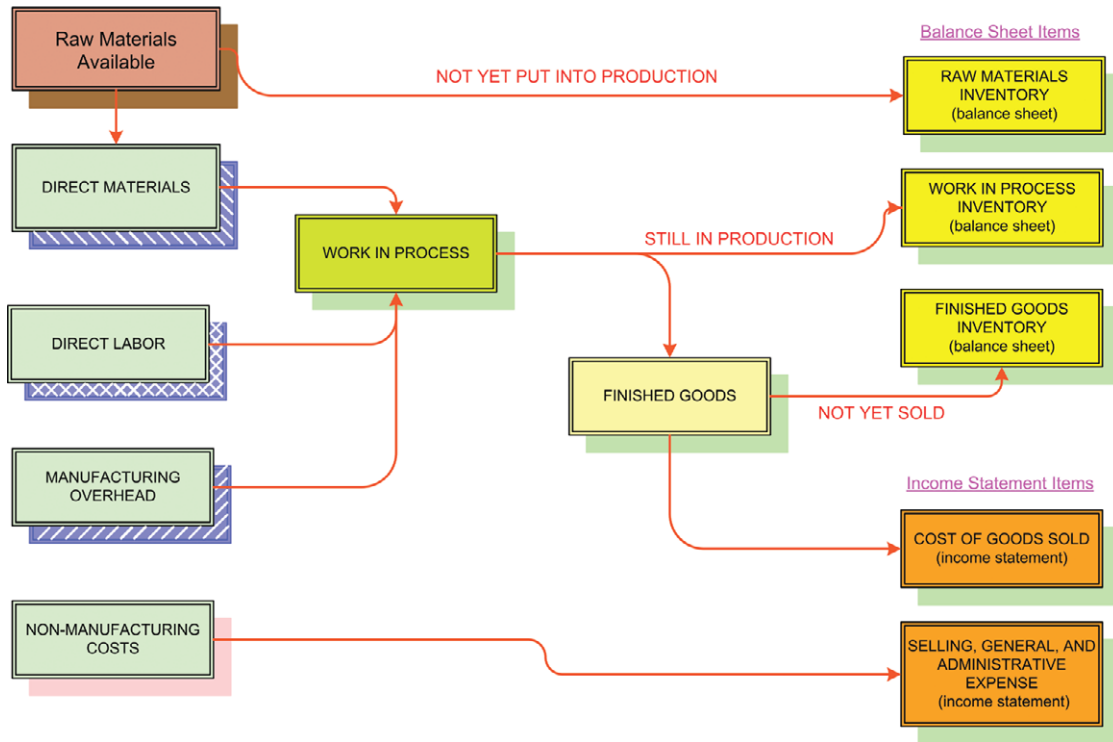 Raw Materials
Available
Balance Sheet Items
NOT YET PUT INTO PRODUCTION
RAW MATERIALS
INVENTORY
(balance sheet)
DIRECT MATERIALS
WORK IN PROCESS
INVENTORY
(balance sheet)
WORK IN PROCESS
STILL IN PRODUCTION
FINISHED GOODS
INVENTORY
(balance sheet)
DIRECT LABOR
FINISHED GOODS
NOT YET SOLD
MANUFACTURING
OVERHEAD
Income Statement Items
COST OF GOODS SOLD
(income statement)
NON-MANUFACTURING
COSTS
SELLING, GENERAL, AND
ADMINISTRATIVE
EXPENSE
(income statement)